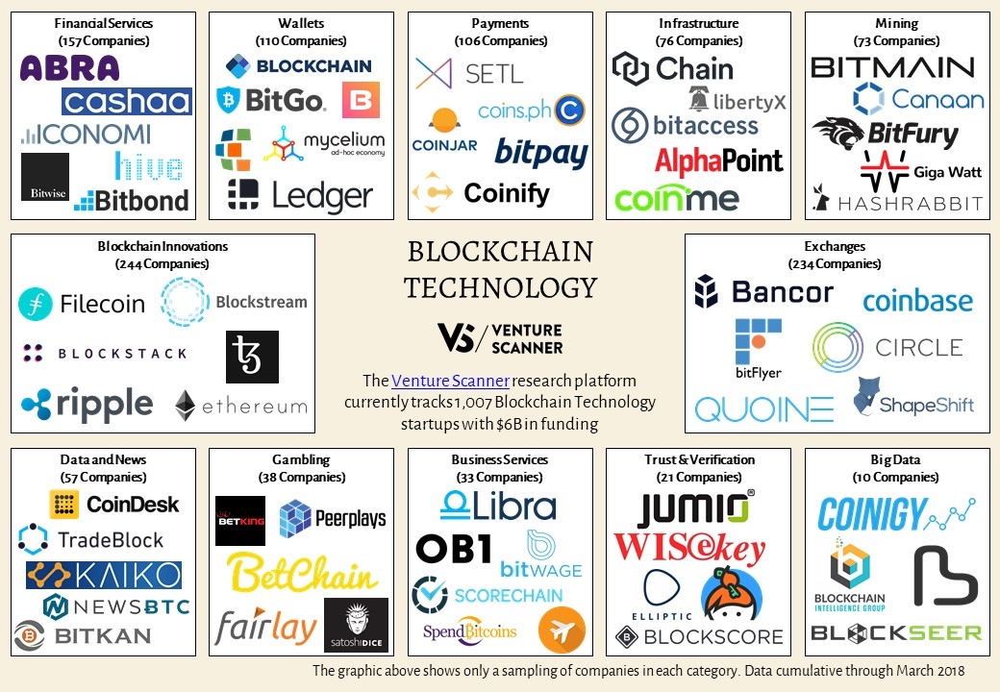 Financial Services
(157 Companies)
ABRA
cashaa
ICONOMI
hive
Bitwise
Bitbond
Wallets
(110 Companies)
BLOCKCHAIN
BitGo.
B
mycelium
ad-hoc economy
Ledger
Payments
(106 Companies)
SETL
coins.ph C
COINJAR
bitpay
Coinify
Infrastructure
(76 Companies)
Chain
libertyX
bitaccess
AlphaPoint
coinme
Mining
(73 Companies)
BITMAIN
Canaan
BitFury
Giga Watt
HASHRABBIT
Blockchain Innovations
(244 Companies)
Filecoin
Blockstream
BLOCKSTACK
ripple
ethereum
BLOCKCHAIN
TECHNOLOGY
VS/ VENTURE
SCANNER
The Venture Scanner research platform
currently tracks 1,007 Blockchain Technology
startups with $6B in funding
Exchanges
(234 Companies)
Bancor
coinbase
bitFlyer
CIRCLE
QUOINE
ShapeShift
Data and News
(57 Companies)
CoinDesk
TradeBlock
KAIKO
NEWSBTC
BITKAN
Gambling
(38 Companies)
BETKING
Peerplays
BetChain
fairlay
satoshiDICE
Business Services
(33 Companies)
Libra
OB1
bitWAGE
SCORECHAIN
SpendBitcoins
Trust & Verification
(21 Companies)
JUMIO®
WISekey
ELLIPTIC
BLOCKSCORE
Big Data
(10 Companies)
COINIGY
BLOCKCHAIN
INTELLIGENCE GROUP
BLOCKSEER
The graphic above shows only a sampling of companies in each category. Data cumulative through March 2018